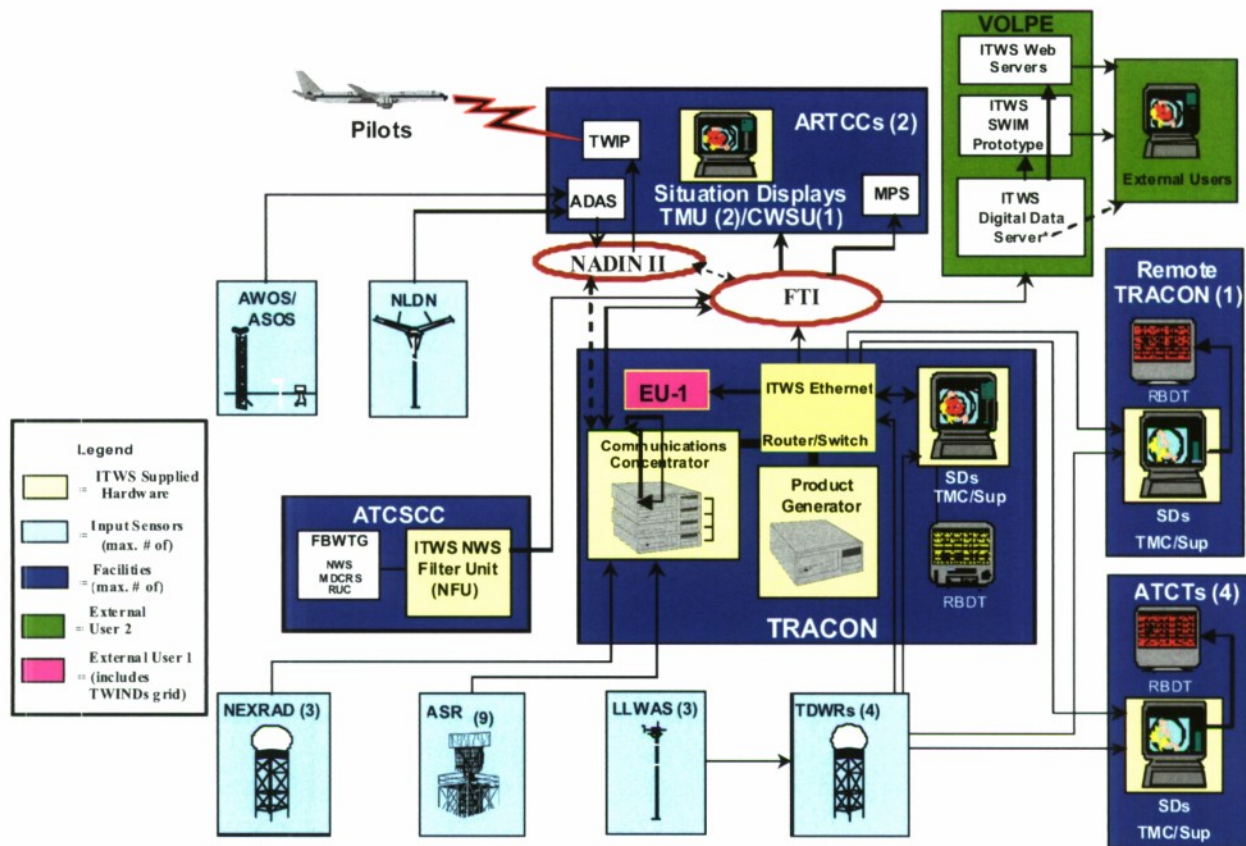 VOLPE
ITWS Web
Servers
ITWS
SWIM
Prototype
ITWS
Digital Data
Server*
External Users
Pilots
ARTCCs (2)
TWIP
ADAS
Situation Displays
TMU (2)/CWSU(1)
MPS
NADIN II
FTI
AWOS/
ASOS
NLDN
Remote
TRACON (1)
RBDT
SDs
TMC/Sup
EU-1
ITWS Ethernet
Router/Switch
Communications
Concentrator
Product
Generator
SDs
TMC/Sup
RBDT
TRACON
Legend
= ITWS Supplied
Hardware
= Input Sensors
(max. # of)
= Facilities
(max. # of)
= External
User 2
= External User 1
(includes
TWINDs grid)
ATCSCC
FBWTG
NWS
MDCRS
RUC
ITWS NWS
Filter Unit
(NFU)
ATCTs (4)
RBDT
SDs
TMC/Sup
NEXRAD (3)
ASR (9)
LLWAS (3)
TDWRs (4)